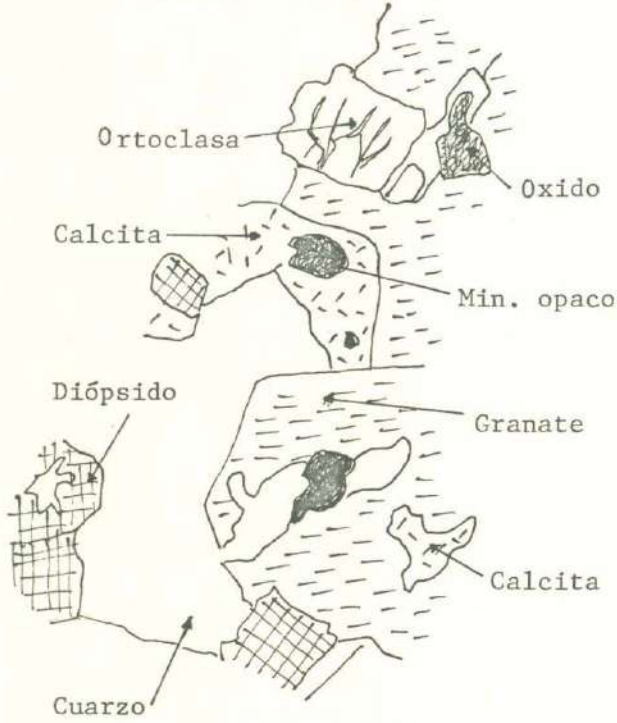 Ortoclasa
Oxido
Calcita
Min. opaco
Diópsido
Granate
Calcita
Cuarzo